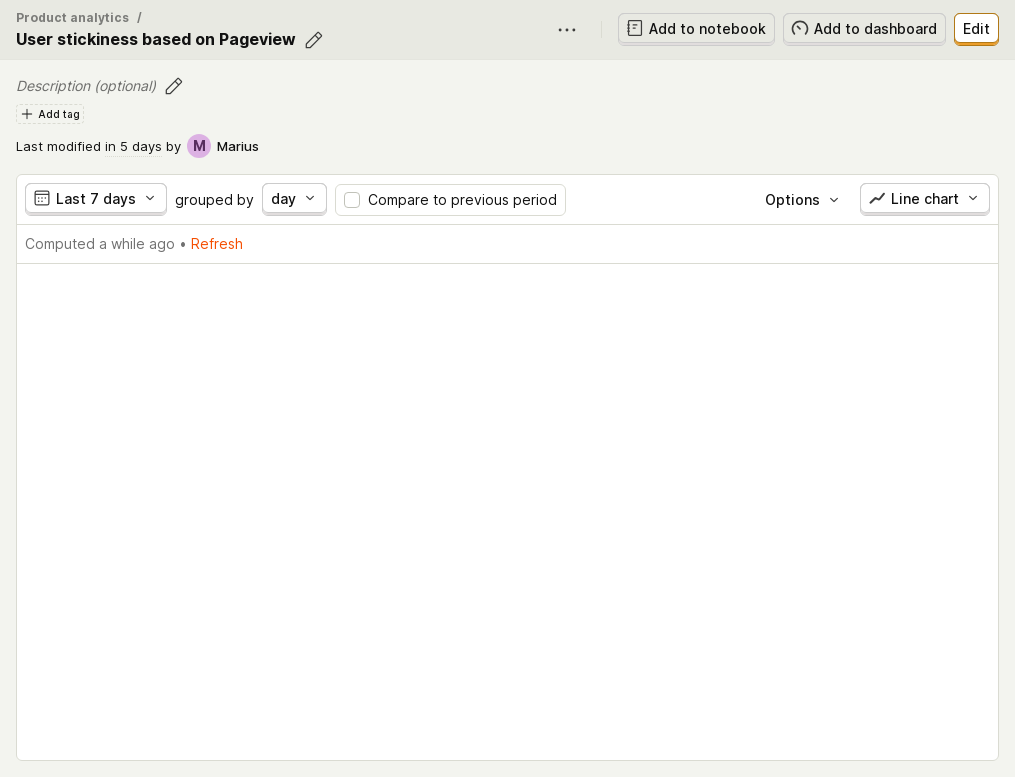 Product analytics /
User stickiness based on Pageview
Add to notebook
Add to dashboard
Edit
Description (optional)
Add tag
Last modified in 5 days by M Marius
Last 7 days grouped by day Compare to previous period Options Line chart
Computed a while ago • Refresh